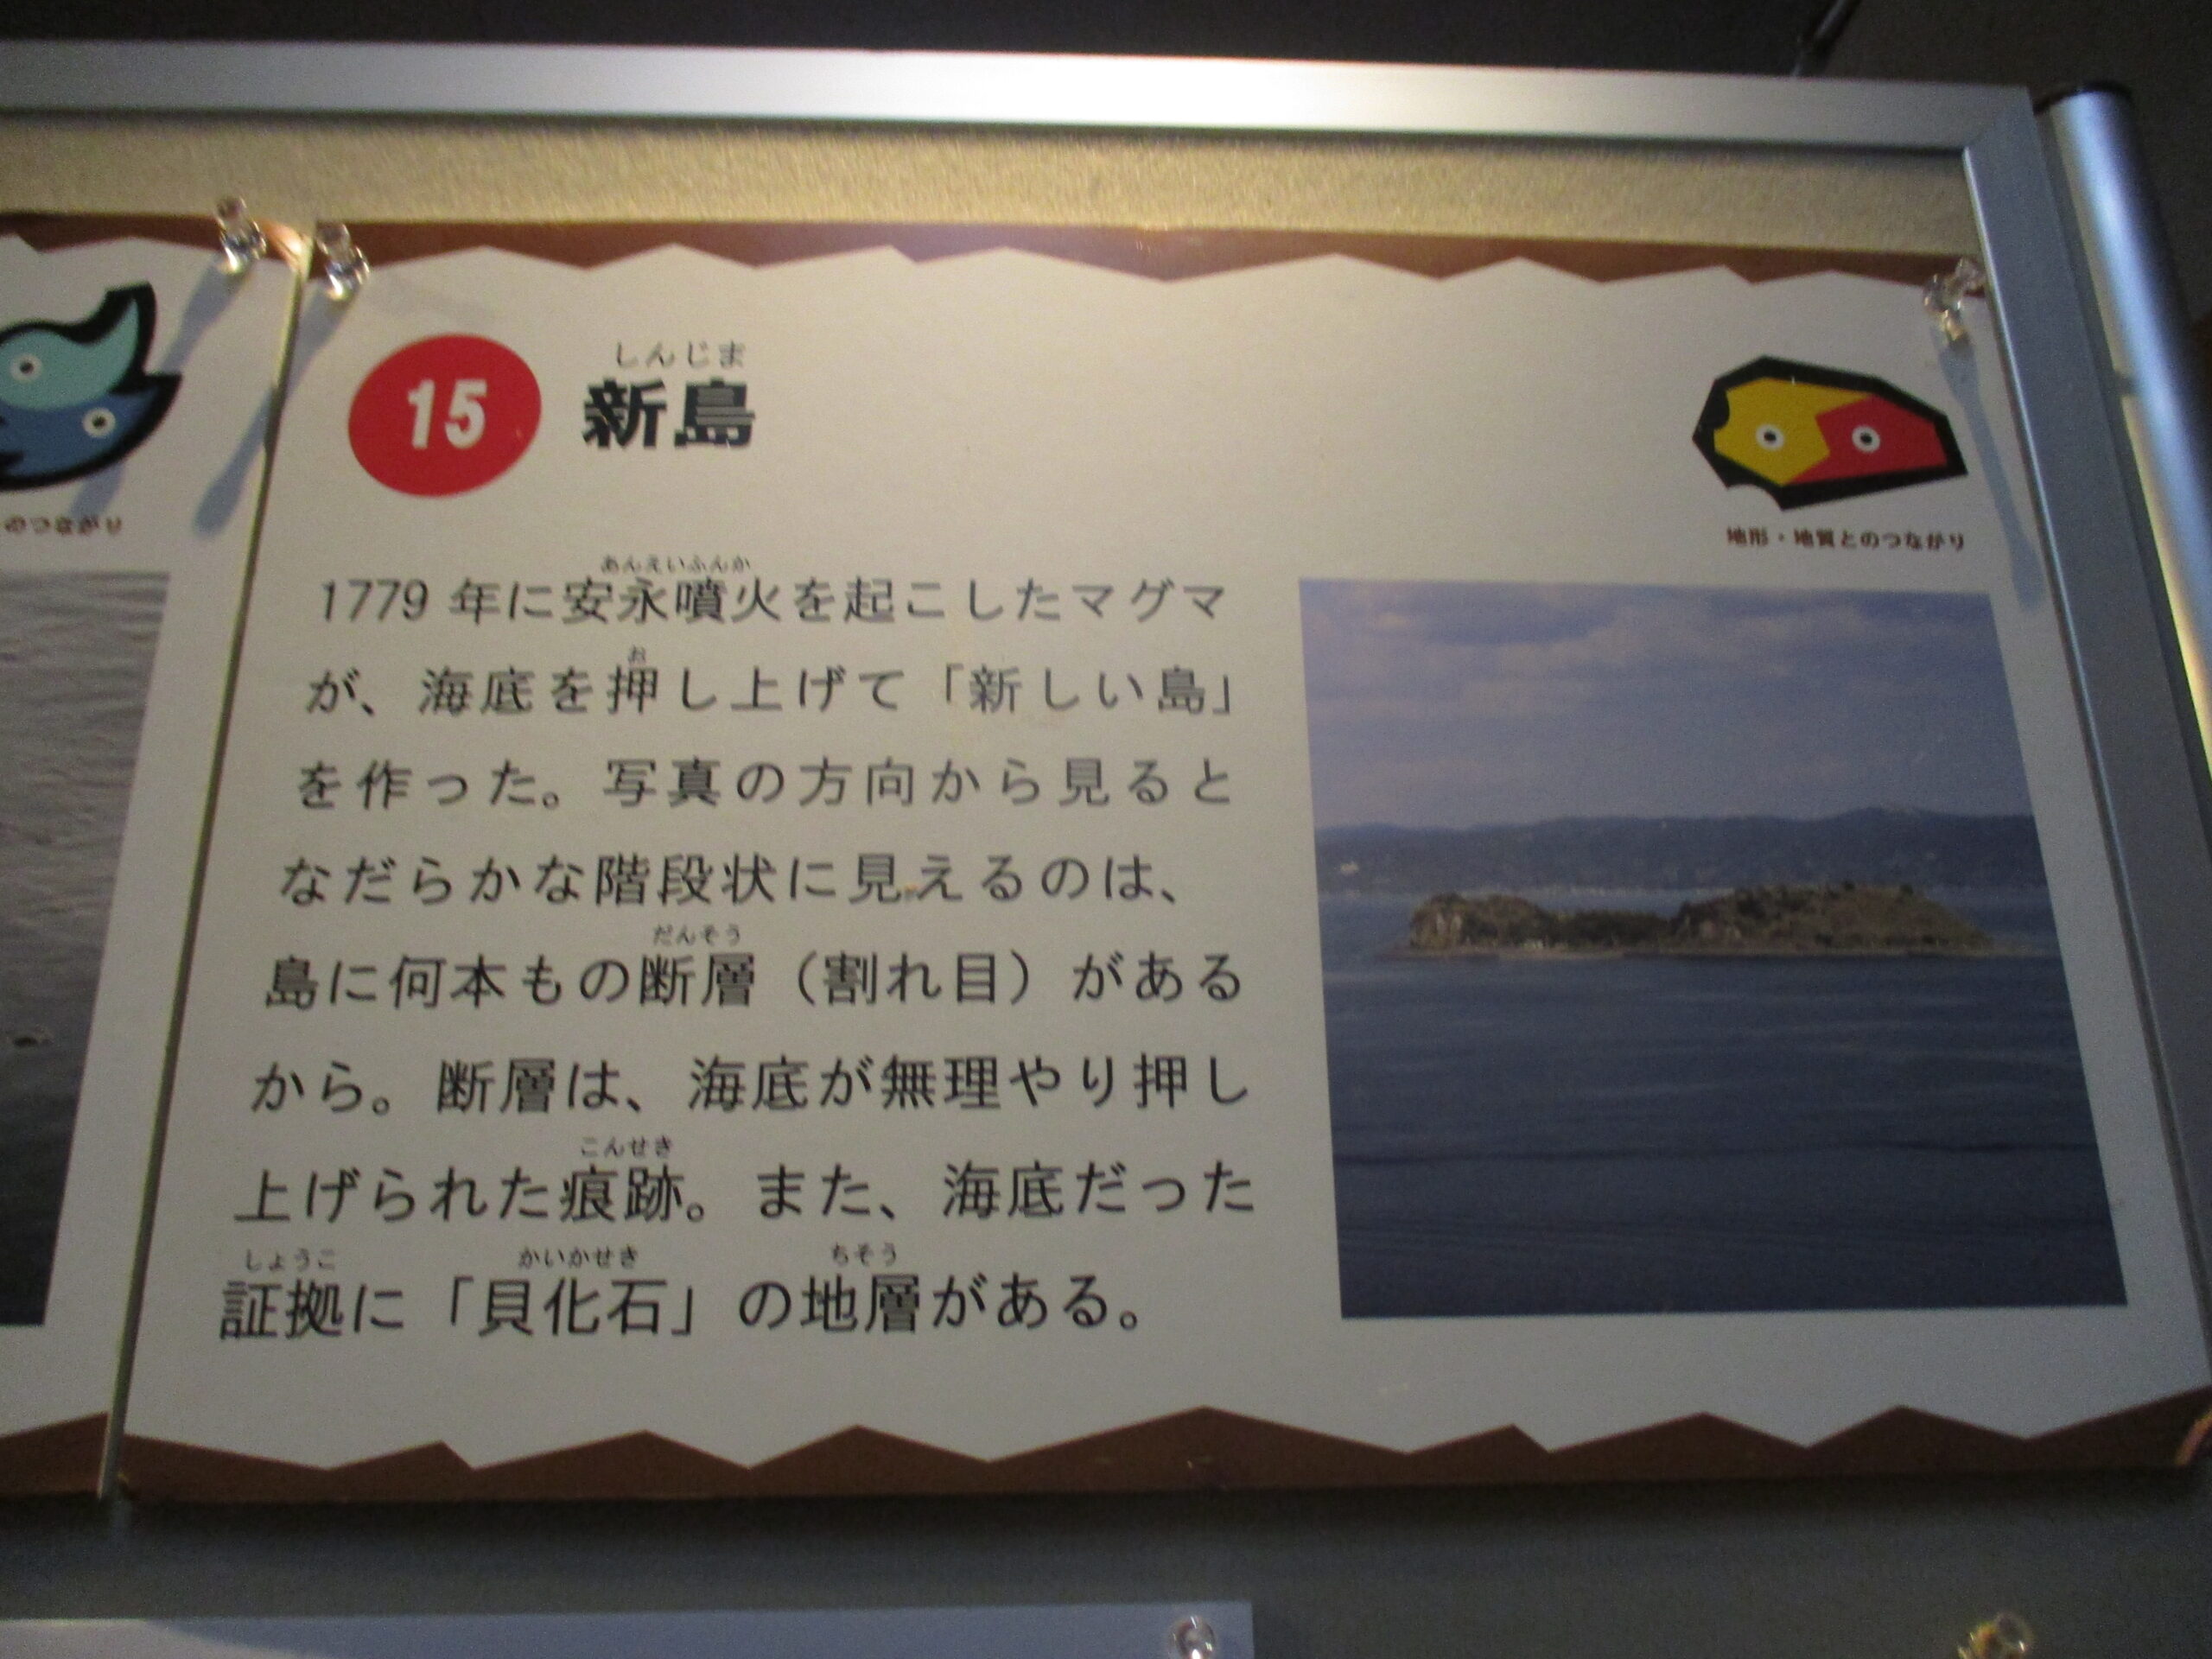 のつながり
15
しんじま
新島
地形・地質とのつながり
あんえいふんか
1779 年に安永噴火を起こしたマグマ
お
が、海底を押し上げて「新しい島」
を作った。写真の方向から見ると
なだらかな階段状に見えるのは、
だんそう
島に何本もの断層（割れ目）がある
から。断層は、海底が無理やり押し
こんせき
上げられた痕跡。また、海底だった
しょうこ かいかせき ちそう
証拠に「貝化石」の地層がある。